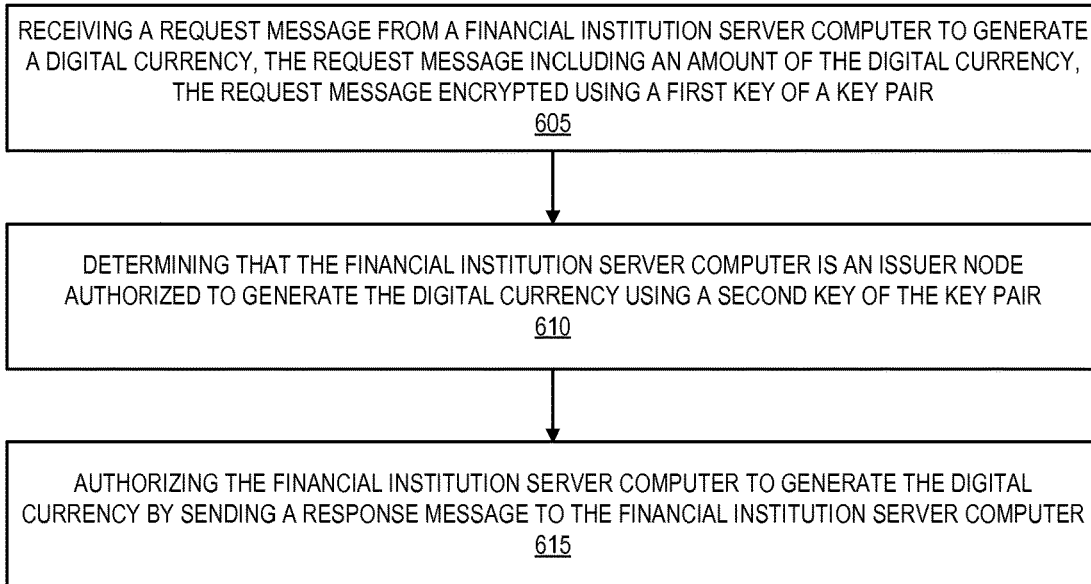 RECEIVING A REQUEST MESSAGE FROM A FINANCIAL INSTITUTION SERVER COMPUTER TO GENERATE
A DIGITAL CURRENCY, THE REQUEST MESSAGE INCLUDING AN AMOUNT OF THE DIGITAL CURRENCY,
THE REQUEST MESSAGE ENCRYPTED USING A FIRST KEY OF A KEY PAIR
605
DETERMINING THAT THE FINANCIAL INSTITUTION SERVER COMPUTER IS AN ISSUER NODE
AUTHORIZED TO GENERATE THE DIGITAL CURRENCY USING A SECOND KEY OF THE KEY PAIR
610
AUTHORIZING THE FINANCIAL INSTITUTION SERVER COMPUTER TO GENERATE THE DIGITAL
CURRENCY BY SENDING A RESPONSE MESSAGE TO THE FINANCIAL INSTITUTION SERVER COMPUTER
615